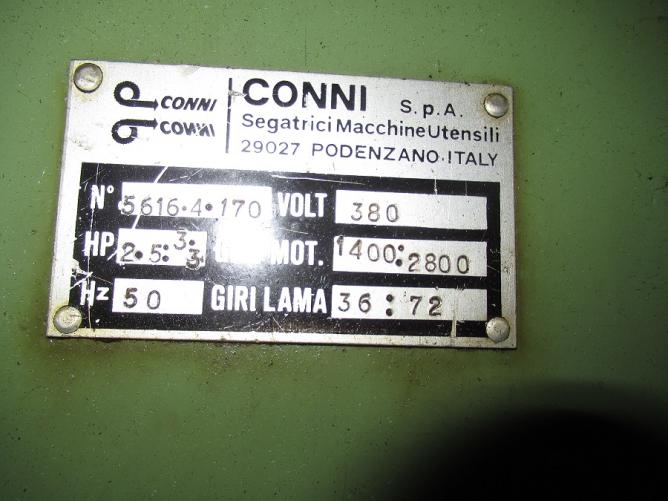 CONNI
CONNI
CONNI S.p.A.
Segatrici Macchine Utensili
29027 PODENZANO·ITALY
N° 5616·4·170 VOLT 380
HP 2·5:3·3 MOT. 1400:2800
Hz 50 GIRI LAMA 36:72